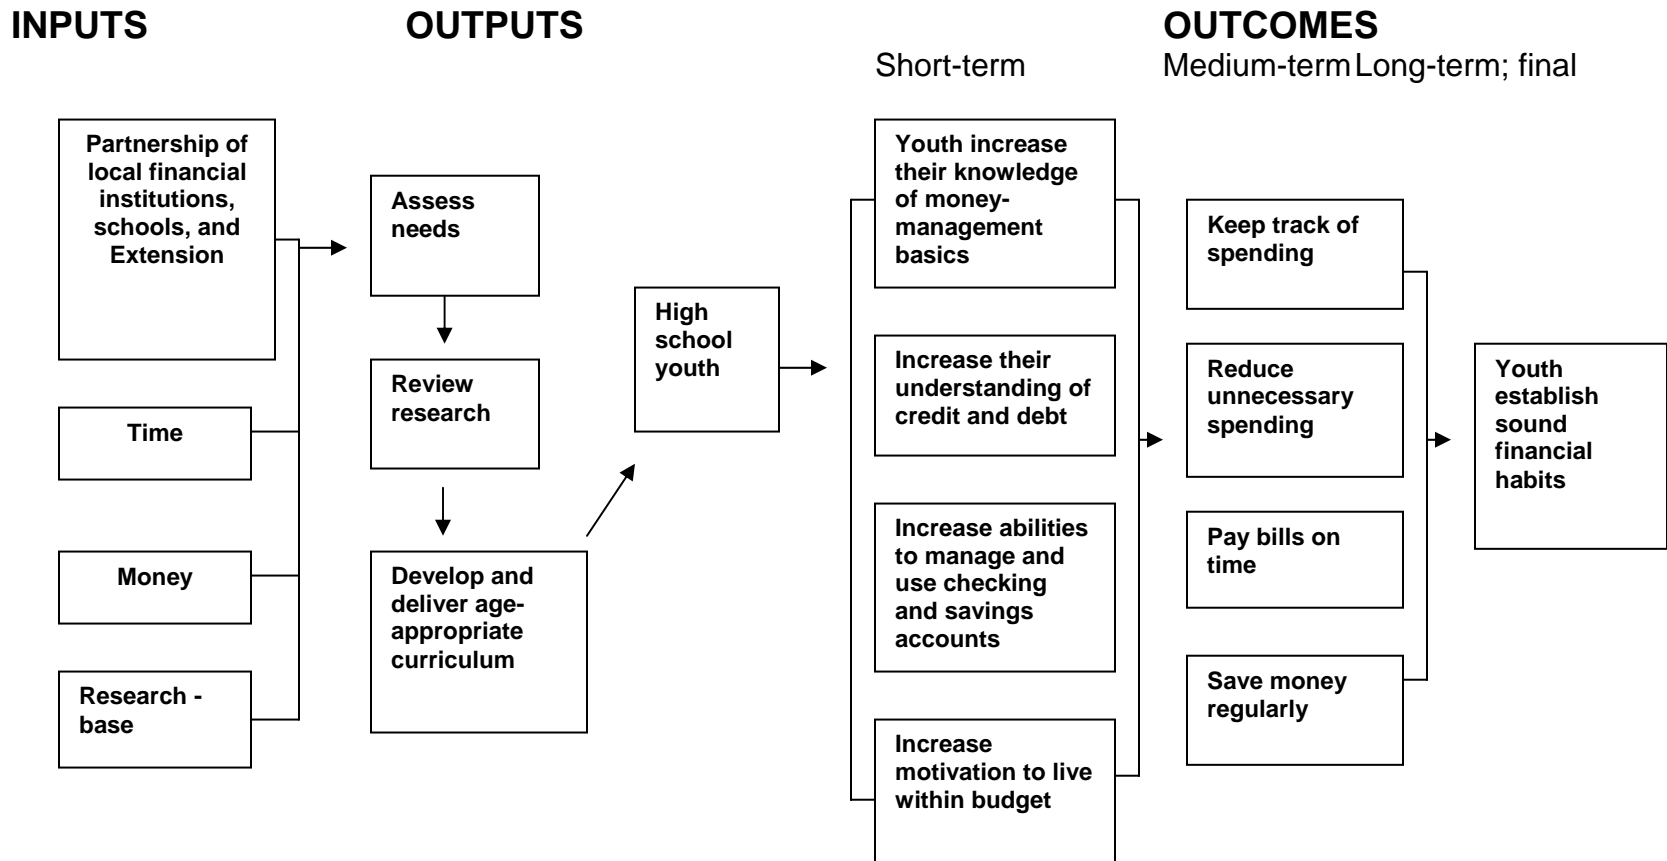 INPUTS
OUTPUTS
OUTCOMES
Short-term
Medium-term Long-term; final
Partnership of
local financial
institutions,
schools, and
Extension
Time
Money
Research -
base
Assess
needs
Review
research
Develop and
deliver age-
appropriate
curriculum
High
school
youth
Youth increase
their knowledge
of money-
management
basics
Increase their
understanding of
credit and debt
Increase abilities
to manage and
use checking
and savings
accounts
Increase
motivation to live
within budget
Keep track of
spending
Reduce
unnecessary
spending
Pay bills on
time
Save money
regularly
Youth
establish
sound
financial
habits